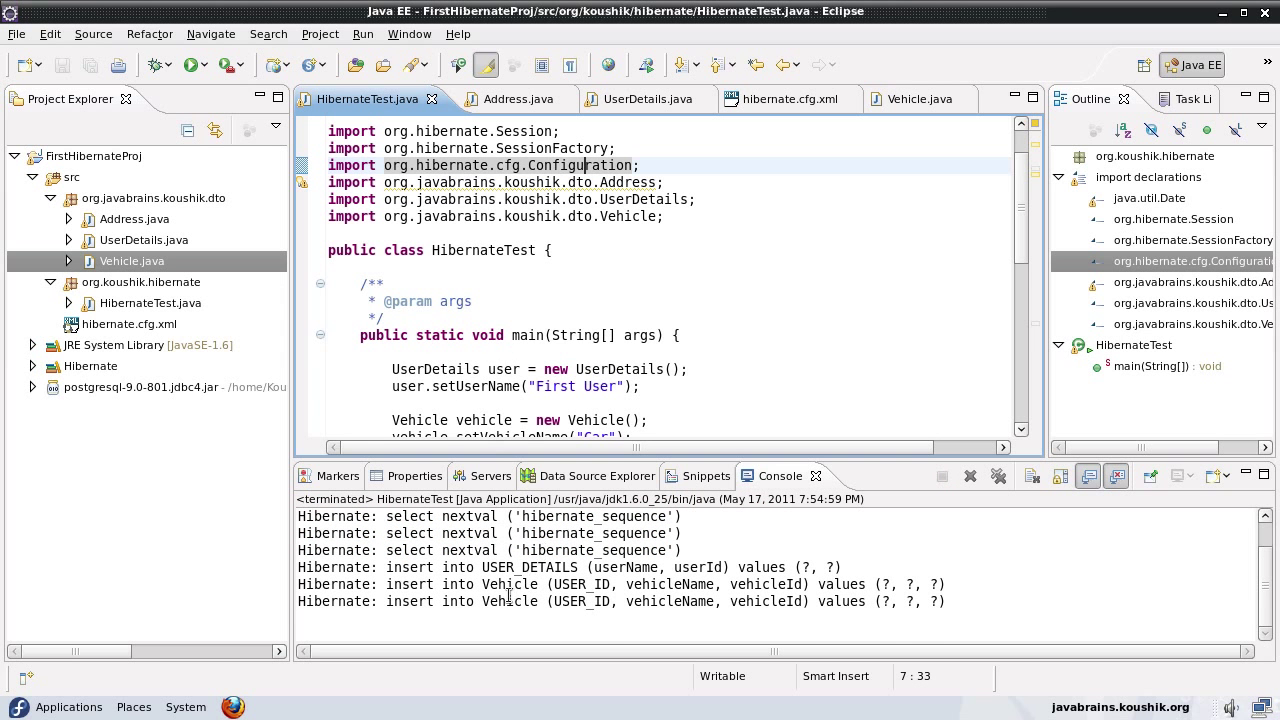 Java EE - FirstHibernateProj/src/org/koushik/hibernate/HibernateTest.java - Eclipse
File Edit Source Refactor Navigate Search Project Run Window Help
Java EE
Project Explorer
FirstHibernateProj
src
org.javabrains.koushik.dto
Address.java
UserDetails.java
Vehicle.java
org.koushik.hibernate
HibernateTest.java
hibernate.cfg.xml
JRE System Library [JavaSE-1.6]
Hibernate
postgresql-9.0-801.jdbc4.jar - /home/Kou
HibernateTest.java Address.java UserDetails.java hibernate.cfg.xml Vehicle.java
import org.hibernate.Session;
import org.hibernate.SessionFactory;
import org.hibernate.cfg.Configuration;
import org.javabrains.koushik.dto.Address;
import org.javabrains.koushik.dto.UserDetails;
import org.javabrains.koushik.dto.Vehicle;
public class HibernateTest {
/**
* @param args
*/
public static void main(String[] args) {
UserDetails user = new UserDetails();
user.setUserName("First User");
Vehicle vehicle = new Vehicle();
vehicle.setVehicleName("Car");
Outline Task Li
org.koushik.hibernate
import declarations
java.util.Date
org.hibernate.Session
org.hibernate.SessionFactory
org.hibernate.cfg.Configurati
org.javabrains.koushik.dto.Ad
org.javabrains.koushik.dto.Us
org.javabrains.koushik.dto.Ve
HibernateTest
main(String[]) : void
Markers Properties Servers Data Source Explorer Snippets Console
<terminated> HibernateTest [Java Application] /usr/java/jdk1.6.0_25/bin/java (May 17, 2011 7:54:59 PM)
Hibernate: select nextval ('hibernate_sequence')
Hibernate: select nextval ('hibernate_sequence')
Hibernate: select nextval ('hibernate_sequence')
Hibernate: insert into USER_DETAILS (userName, userId) values (?, ?)
Hibernate: insert into Vehicle (USER_ID, vehicleName, vehicleId) values (?, ?, ?)
Hibernate: insert into Vehicle (USER_ID, vehicleName, vehicleId) values (?, ?, ?)
Writable Smart Insert 7 : 33
Applications Places System javabrains.koushik.org